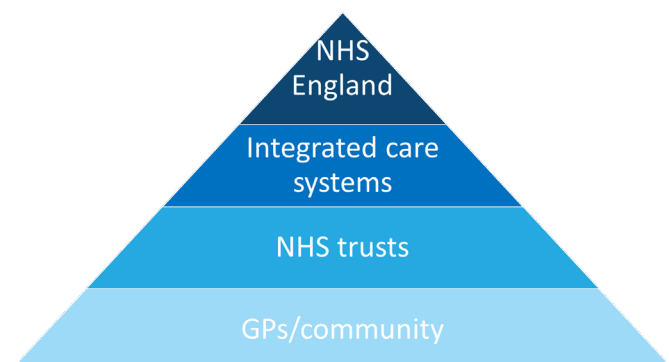 NHS
England
Integrated care
systems
NHS trusts
GPs/community